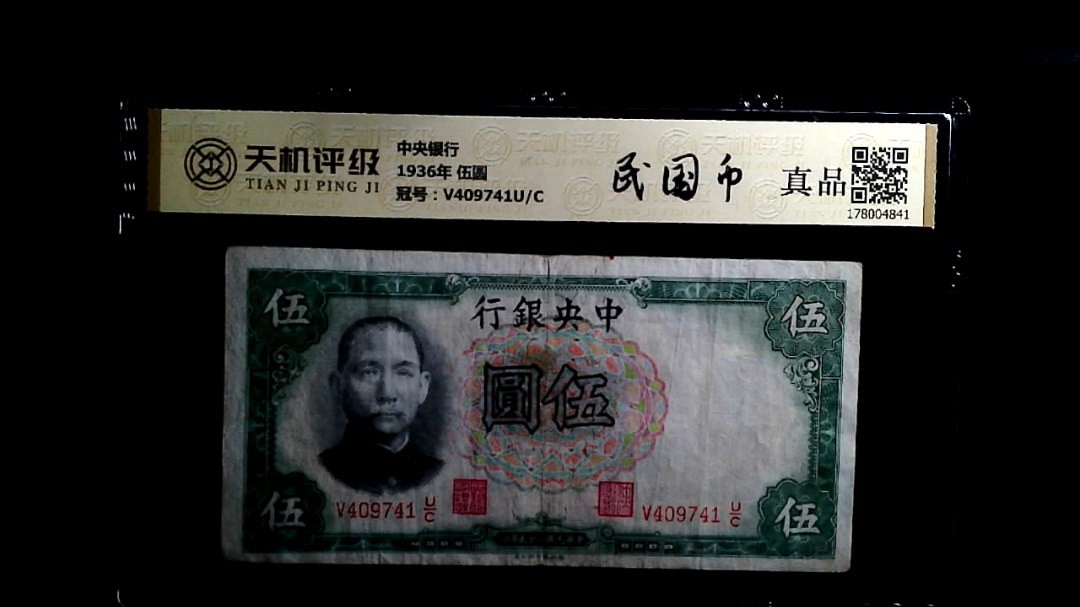 天机评级
TIAN JI PING JI
中央银行
1936年 伍圆
冠号：V409741U/C
民国币
真品
178004841
行銀央中
伍
伍
圓伍
V409741 U/C
V409741 U/C
伍
伍